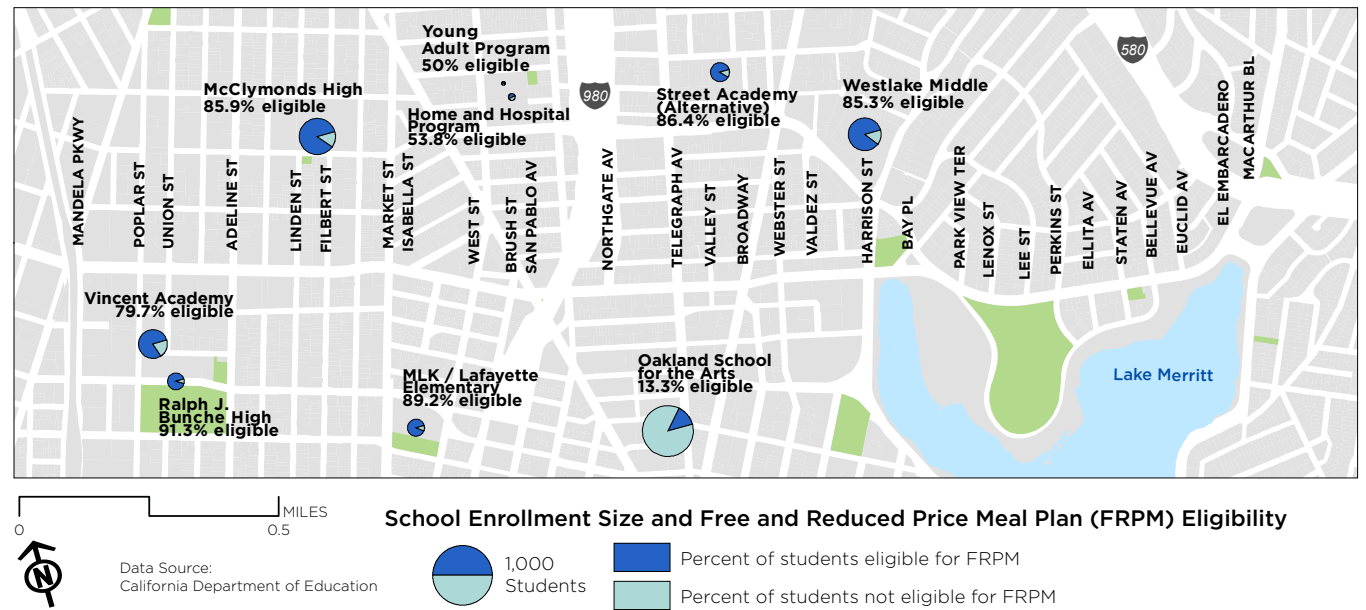 Young
Adult Program
50% eligible
580
McClymonds High
85.9% eligible
980
Street Academy
(Alternative)
86.4% eligible
Westlake Middle
85.3% eligible
Home and Hospital
Program
53.8% eligible
MANDELA PKWY
POPLAR ST
UNION ST
ADELINE ST
LINDEN ST
FILBERT ST
MARKET ST
ISABELLA ST
WEST ST
BRUSH ST
SAN PABLO AV
NORTHGATE AV
TELEGRAPH AV
VALLEY ST
BROADWAY
WEBSTER ST
VALDEZ ST
HARRISON ST
BAY PL
PARK VIEW TER
LENOX ST
LEE ST
PERKINS ST
ELLITA AV
STATEN AV
BELLEVUE AV
EUCLID AV
EL EMBARCADERO
MACARTHUR BL
Vincent Academy
79.7% eligible
Ralph J.
Bunche High
91.3% eligible
MLK / Lafayette
Elementary
89.2% eligible
Oakland School
for the Arts
13.3% eligible
Lake Merritt
MILES
0
0.5
N
Data Source:
California Department of Education
School Enrollment Size and Free and Reduced Price Meal Plan (FRPM) Eligibility
1,000
Students
Percent of students eligible for FRPM
Percent of students not eligible for FRPM